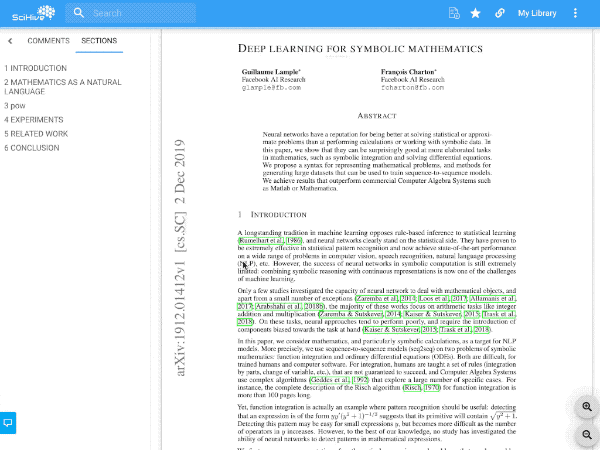 SciHive
Search
My Library
COMMENTS
SECTIONS
1 INTRODUCTION
2 MATHEMATICS AS A NATURAL
LANGUAGE
3 pow
4 EXPERIMENTS
5 RELATED WORK
6 CONCLUSION
arXiv:1912.01412v1 [cs.SC] 2 Dec 2019
DEEP LEARNING FOR SYMBOLIC MATHEMATICS
Guillaume Lample*
Facebook AI Research
glample@fb.com
François Charton*
Facebook AI Research
fcharton@fb.com
ABSTRACT
Neural networks have a reputation for being better at solving statistical or approxi-
mate problems than at performing calculations or working with symbolic data. In
this paper, we show that they can be surprisingly good at more elaborated tasks
in mathematics, such as symbolic integration and solving differential equations.
We propose a syntax for representing mathematical problems, and methods for
generating large datasets that can be used to train sequence-to-sequence models.
We achieve results that outperform commercial Computer Algebra Systems such
as Matlab or Mathematica.
1 INTRODUCTION
A longstanding tradition in machine learning opposes rule-based inference to statistical learning
(Rumelhart et al., 1986), and neural networks clearly stand on the statistical side. They have proven to
be extremely effective in statistical pattern recognition and now achieve state-of-the-art performance
on a wide range of problems in computer vision, speech recognition, natural language processing
(NLP), etc. However, the success of neural networks in symbolic computation is still extremely
limited: combining symbolic reasoning with continuous representations is now one of the challenges
of machine learning.
Only a few studies investigated the capacity of neural network to deal with mathematical objects, and
apart from a small number of exceptions (Zaremba et al., 2014; Loos et al., 2017; Allamanis et al.,
2017; Arabshahi et al., 2018b), the majority of these works focus on arithmetic tasks like integer
addition and multiplication (Zaremba & Sutskever, 2014; Kaiser & Sutskever, 2015; Trask et al.,
2018). On these tasks, neural approaches tend to perform poorly, and require the introduction of
components biased towards the task at hand (Kaiser & Sutskever, 2015; Trask et al., 2018).
In this paper, we consider mathematics, and particularly symbolic calculations, as a target for NLP
models. More precisely, we use sequence-to-sequence models (seq2seq) on two problems of symbolic
mathematics: function integration and ordinary differential equations (ODEs). Both are difficult, for
trained humans and computer software. For integration, humans are taught a set of rules (integration
by parts, change of variable, etc.), that are not guaranteed to succeed, and Computer Algebra Systems
use complex algorithms (Geddes et al., 1992) that explore a large number of specific cases. For
instance, the complete description of the Risch algorithm (Risch, 1970) for function integration is
more than 100 pages long.
Yet, function integration is actually an example where pattern recognition should be useful: detecting
that an expression is of the form yy′(y² + 1)^−1/2 suggests that its primitive will contain √y² + 1.
Detecting this pattern may be easy for small expressions y, but becomes more difficult as the number
of operators in y increases. However, to the best of our knowledge, no study has investigated the
ability of neural networks to detect patterns in mathematical expressions.